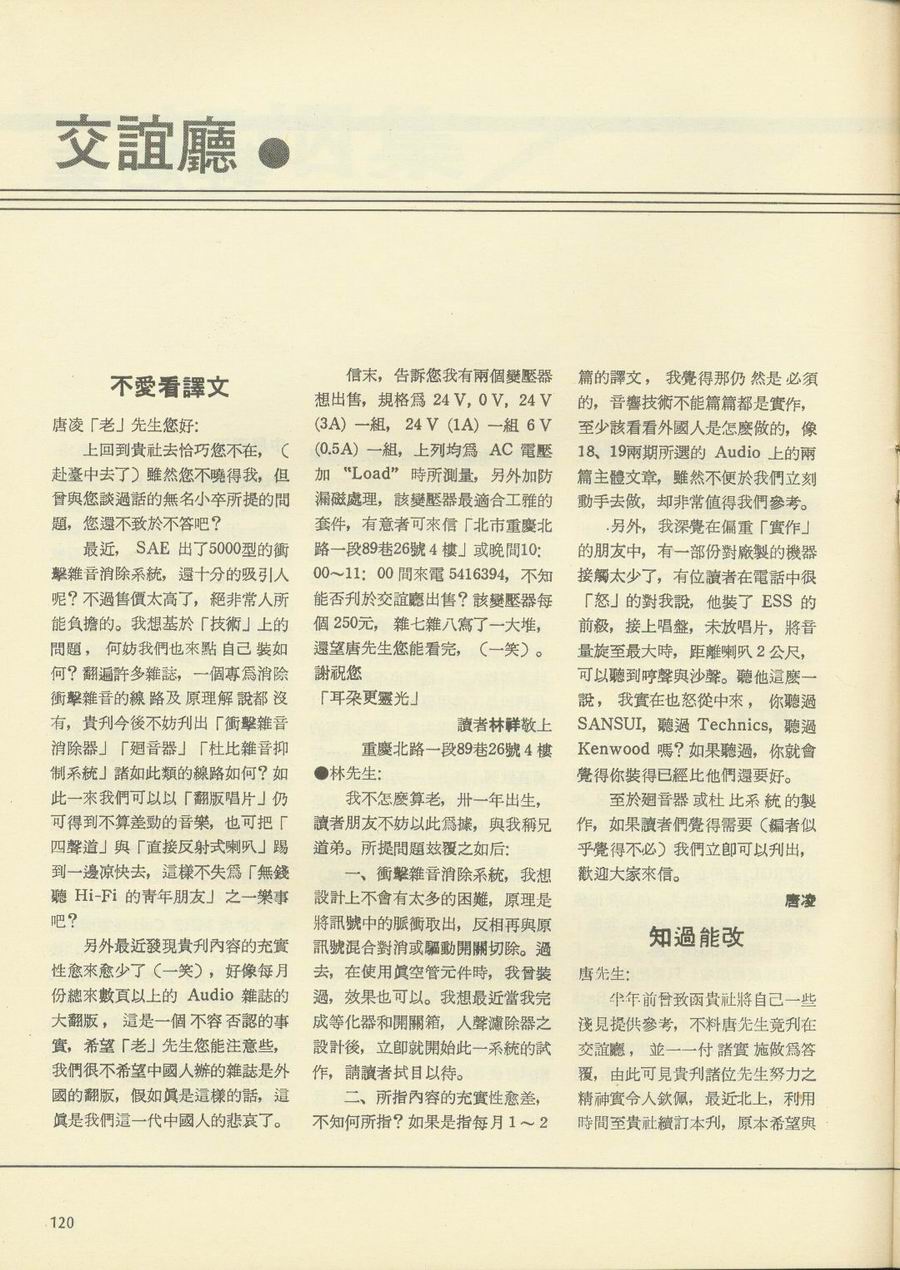 交誼廳●
不愛看譯文
唐凌「老」先生您好:
上回到貴社去恰巧您不在，（
赴臺中去了）雖然您不曉得我，但
曾與您談過話的無名小卒所提的問
題，您還不致於不答吧？
最近， SAE 出了5000型的衝
擊雜音消除系統，還十分的吸引人
呢？不過售價太高了，絕非常人所
能負擔的。我想基於「技術」上的
問題，何妨我們也來點自己裝如
何？翻遍許多雜誌，一個專爲消除
衝擊雜音的線路及原理解說都沒
有，貴刋今後不妨刋出「衝擊雜音
消除器」「廻音器」「杜比雜音抑
制系統」諸如此類的線路如何？如
此一來我們可以以「翻版唱片」仍
可得到不算差勁的音樂，也可把「
四聲道」與「直接反射式喇叭」踢
到一邊凉快去，這樣不失爲「無錢
聽 Hi-Fi 的靑年朋友」之一樂事
吧？
另外最近發現貴刋內容的充實
性愈來愈少了（一笑），好像每月
份總來數頁以上的 Audio 雜誌的
大翻版，這是一個不容否認的事
實，希望「老」先生您能注意些，
我們很不希望中國人辦的雜誌是外
國的翻版，假如眞是這樣的話，這
眞是我們這一代中國人的悲哀了。
信末，告訴您我有兩個變壓器
想出售，規格爲 24 V, 0 V, 24 V
(3A) 一組， 24 V (1A) 一組 6 V
(0.5A) 一組，上列均爲 AC 電壓
加 “Load” 時所測量，另外加防
漏磁處理，該變壓器最適合工雅的
套件，有意者可來信「北市重慶北
路一段89巷26號 4 樓」或晚間10:
00～11: 00 間來電 5416394，不知
能否刋於交誼廳出售？該變壓器每
個 250元，雜七雜八寫了一大堆，
還望唐先生您能看完，（一笑）。
謝祝您
「耳朶更靈光」
讀者林祥敬上
重慶北路一段89巷26號 4 樓
●林先生:
我不怎麽算老，卅一年出生，
讀者朋友不妨以此爲據，與我稱兄
道弟。所提問題玆覆之如后:
一、衝擊雜音消除系統，我想
設計上不會有太多的困難，原理是
將訊號中的脈衝取出，反相再與原
訊號混合對消或驅動開關切除。過
去，在使用眞空管元件時，我曾裝
過，效果也可以。我想最近當我完
成等化器和開關箱，人聲濾除器之
設計後，立卽就開始此一系統的試
作，請讀者拭目以待。
二、所指內容的充實性愈差，
不知何所指？如果是指每月 1 ～ 2
篇的譯文，我覺得那仍然是必須
的，音響技術不能篇篇都是實作，
至少該看看外國人是怎麽做的，像
18、19兩期所選的 Audio 上的兩
篇主體文章，雖然不便於我們立刻
動手去做，却非常值得我們參考。
另外，我深覺在偏重「實作」
的朋友中，有一部份對廠製的機器
接觸太少了，有位讀者在電話中很
「怒」的對我說，他裝了 ESS 的
前級，接上唱盤，未放唱片，將音
量旋至最大時，距離喇叭 2 公尺，
可以聽到哼聲與沙聲。聽他這麽一
說，我實在也怒從中來，你聽過
SANSUI，聽過 Technics，聽過
Kenwood 嗎？如果聽過，你就會
覺得你裝得已經比他們還要好。
至於廻音器或杜比系統的製
作，如果讀者們覺得需要（編者似
乎覺得不必）我們立卽可以刋出，
歡迎大家來信。
唐凌
知過能改
唐先生:
半年前曾致函貴社將自己一些
淺見提供參考，不料唐先生竟刋在
交誼廳，並一一付諸實施做爲答
覆，由此可見貴刋諸位先生努力之
精神實令人欽佩，最近北上，利用
時間至貴社續訂本刋，原本希望與
120